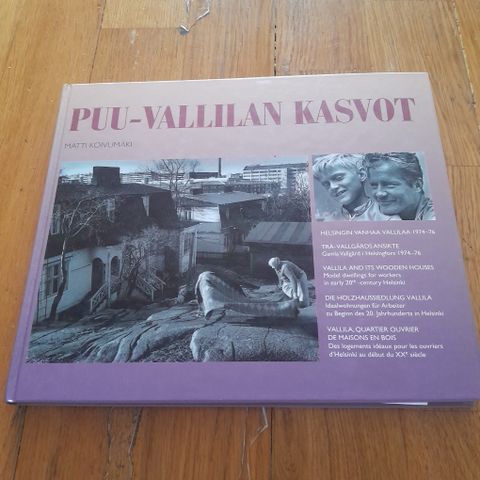 PUU-VALLILAN KASVOT
MATTI KOIVUMÄKI
HELSINGIN VANHAA VALLILAA 1974-76
TRÄ-VALLGÅRDS ANSIKTE
Gamla Vallgård i Helsingfors 1974-76
VALLILA AND ITS WOODEN HOUSES
Model dwellings for workers
in early 20th -century Helsinki
DIE HOLZHAUSSIEDLUNG VALLILA
Idealwohnungen für Arbeiter
zu Beginn des 20. Jahrhunderts in Helsinki
VALLILA, QUARTIER OUVRIER
DE MAISONS EN BOIS
Des logements idéaux pour les ouvriers
d'Helsinki au début du XXe siècle